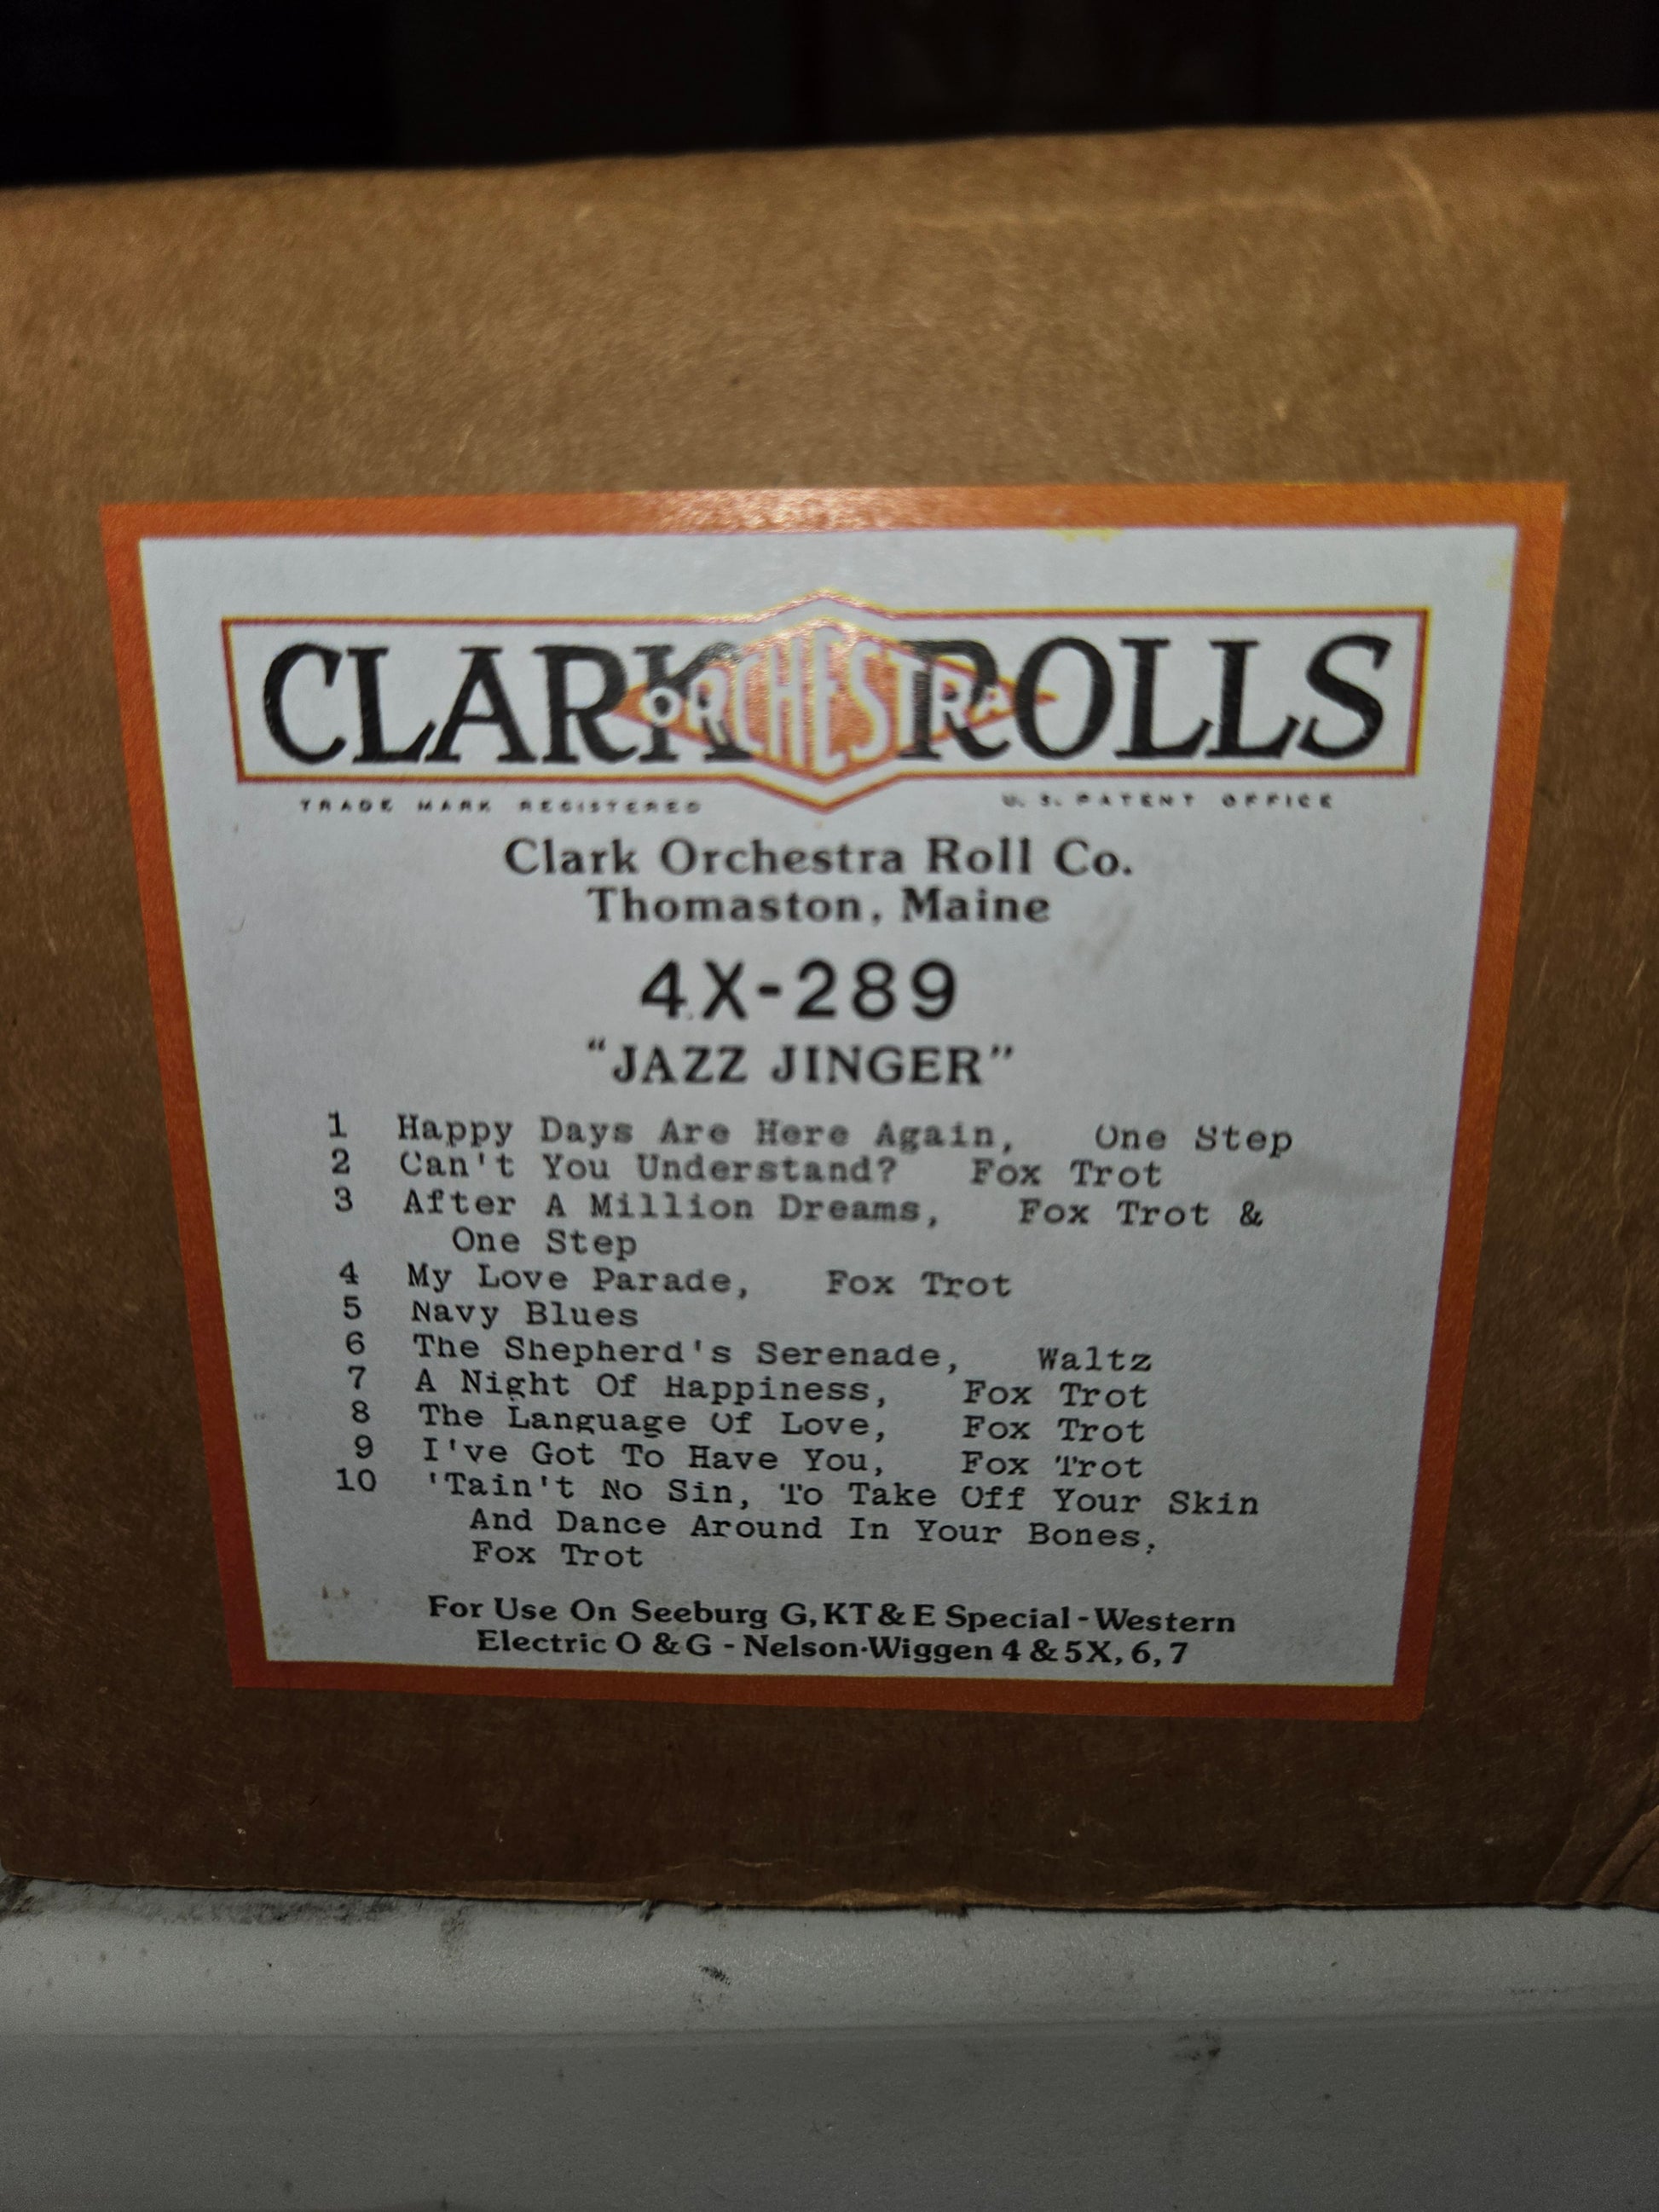 CLARK ORCHESTRA ROLLS
TRADE MARK REGISTERED U. S. PATENT OFFICE
Clark Orchestra Roll Co.
Thomaston, Maine
4X-289
"JAZZ JINGER"
1 Happy Days Are Here Again, One Step
2 Can't You Understand? Fox Trot
3 After A Million Dreams, Fox Trot &
One Step
4 My Love Parade, Fox Trot
5 Navy Blues
6 The Shepherd's Serenade, Waltz
7 A Night Of Happiness, Fox Trot
8 The Language Of Love, Fox Trot
9 I've Got To Have You, Fox Trot
10 'Tain't No Sin, To Take Off Your Skin
And Dance Around In Your Bones,
Fox Trot
For Use On Seeburg G, KT & E Special - Western
Electric O & G - Nelson-Wiggen 4 & 5X, 6, 7